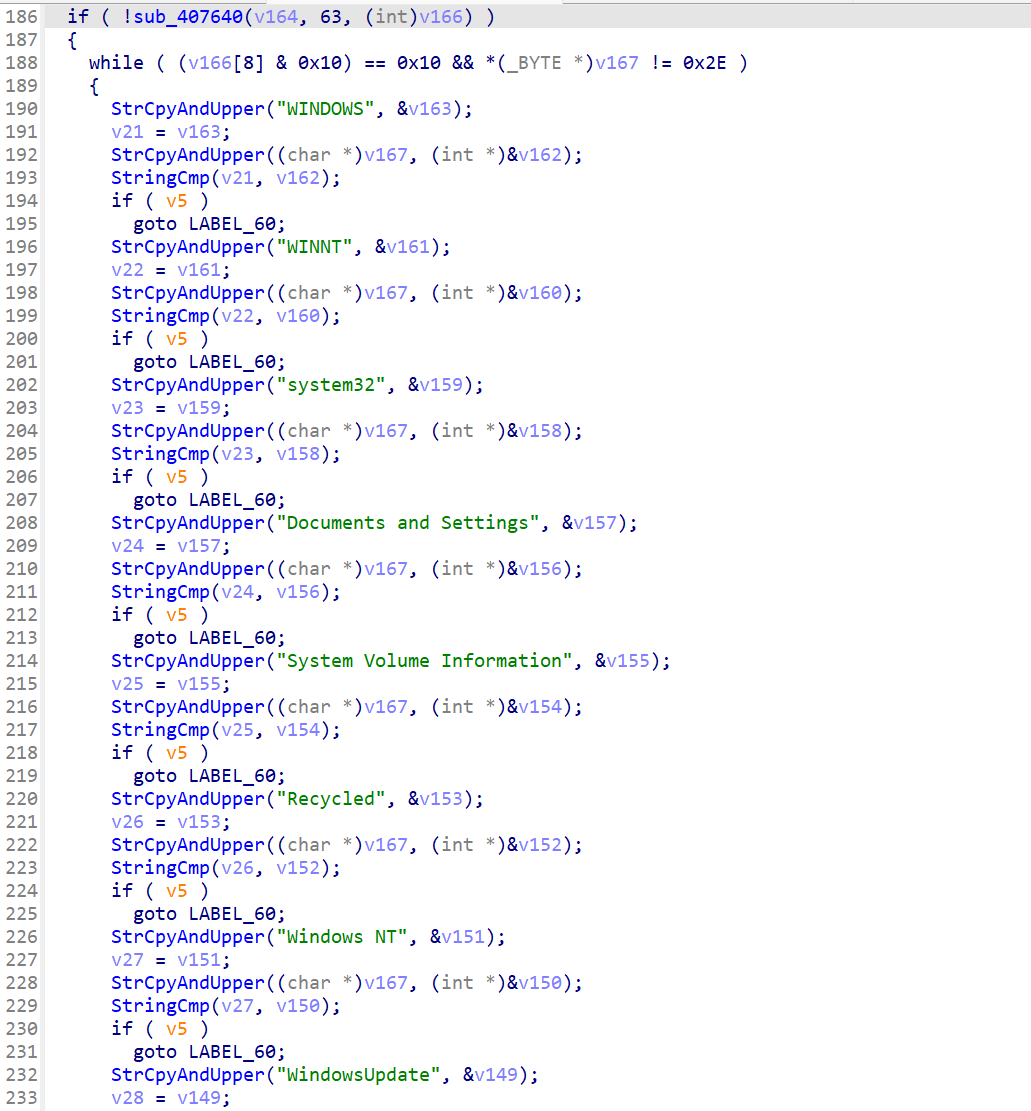 186 if ( !sub_407640(v164, 63, (int)v166) )
187 {
188 while ( (v166[8] & 0x10) == 0x10 && *(_BYTE *)v167 != 0x2E )
189 {
190 StrCpyAndUpper("WINDOWS", &v163);
191 v21 = v163;
192 StrCpyAndUpper((char *)v167, (int *)&v162);
193 StringCmp(v21, v162);
194 if ( v5 )
195 goto LABEL_60;
196 StrCpyAndUpper("WINNT", &v161);
197 v22 = v161;
198 StrCpyAndUpper((char *)v167, (int *)&v160);
199 StringCmp(v22, v160);
200 if ( v5 )
201 goto LABEL_60;
202 StrCpyAndUpper("system32", &v159);
203 v23 = v159;
204 StrCpyAndUpper((char *)v167, (int *)&v158);
205 StringCmp(v23, v158);
206 if ( v5 )
207 goto LABEL_60;
208 StrCpyAndUpper("Documents and Settings", &v157);
209 v24 = v157;
210 StrCpyAndUpper((char *)v167, (int *)&v156);
211 StringCmp(v24, v156);
212 if ( v5 )
213 goto LABEL_60;
214 StrCpyAndUpper("System Volume Information", &v155);
215 v25 = v155;
216 StrCpyAndUpper((char *)v167, (int *)&v154);
217 StringCmp(v25, v154);
218 if ( v5 )
219 goto LABEL_60;
220 StrCpyAndUpper("Recycled", &v153);
221 v26 = v153;
222 StrCpyAndUpper((char *)v167, (int *)&v152);
223 StringCmp(v26, v152);
224 if ( v5 )
225 goto LABEL_60;
226 StrCpyAndUpper("Windows NT", &v151);
227 v27 = v151;
228 StrCpyAndUpper((char *)v167, (int *)&v150);
229 StringCmp(v27, v150);
230 if ( v5 )
231 goto LABEL_60;
232 StrCpyAndUpper("WindowsUpdate", &v149);
233 v28 = v149;